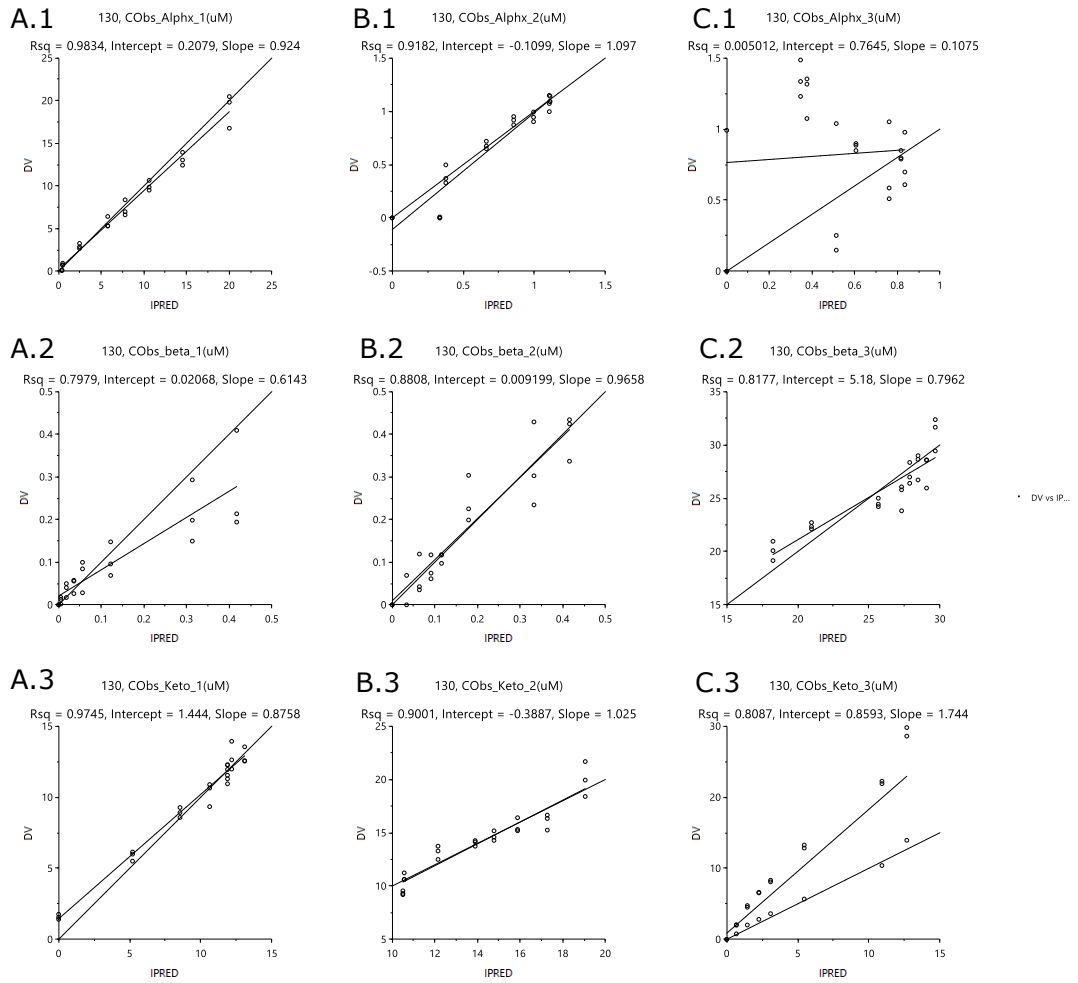 A.1
130, CObs_Alphx_1(uM)
Rsq = 0.9834, Intercept = 0.2079, Slope = 0.924
25
20
15
10
5
0
DV
0 5 10 15 20 25
IPRED
B.1
130, CObs_Alphx_2(uM)
Rsq = 0.9182, Intercept = -0.1099, Slope = 1.097
1.5
1
0.5
0
-0.5
DV
0 0.5 1 1.5
IPRED
C.1
130, CObs_Alphx_3(uM)
Rsq = 0.005012, Intercept = 0.7645, Slope = 0.1075
1.5
1
0.5
0
DV
0 0.2 0.4 0.6 0.8 1
IPRED
A.2
130, CObs_beta_1(uM)
Rsq = 0.7979, Intercept = 0.02068, Slope = 0.6143
0.5
0.4
0.3
0.2
0.1
0
DV
0 0.1 0.2 0.3 0.4 0.5
IPRED
B.2
130, CObs_beta_2(uM)
Rsq = 0.8808, Intercept = 0.009199, Slope = 0.9658
0.5
0.4
0.3
0.2
0.1
0
DV
0 0.1 0.2 0.3 0.4 0.5
IPRED
C.2
130, CObs_beta_3(uM)
Rsq = 0.8177, Intercept = 5.18, Slope = 0.7962
35
30
25
20
15
DV
15 20 25 30
IPRED
DV vs IP...
A.3
130, CObs_Keto_1(uM)
Rsq = 0.9745, Intercept = 1.444, Slope = 0.8758
15
10
5
0
DV
0 5 10 15
IPRED
B.3
130, CObs_Keto_2(uM)
Rsq = 0.9001, Intercept = -0.3887, Slope = 1.025
25
20
15
10
5
DV
10 12 14 16 18 20
IPRED
C.3
130, CObs_Keto_3(uM)
Rsq = 0.8087, Intercept = 0.8593, Slope = 1.744
30
20
10
0
DV
0 5 10 15
IPRED